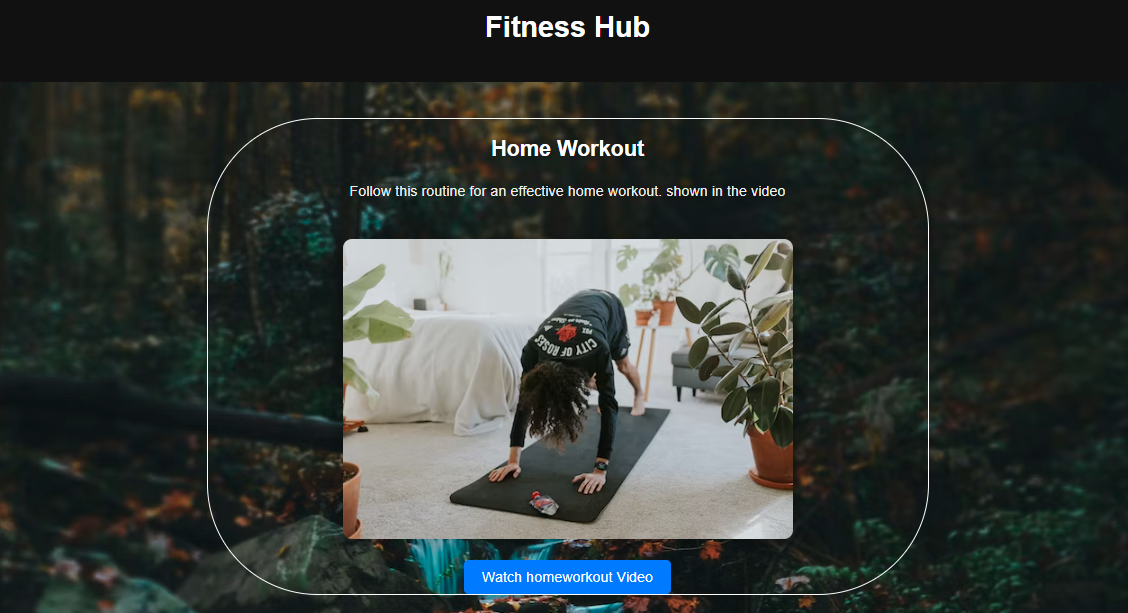 Fitness Hub
Home Workout
Follow this routine for an effective home workout. shown in the video
CITY OF ROSES
PDX
Watch homeworkout Video